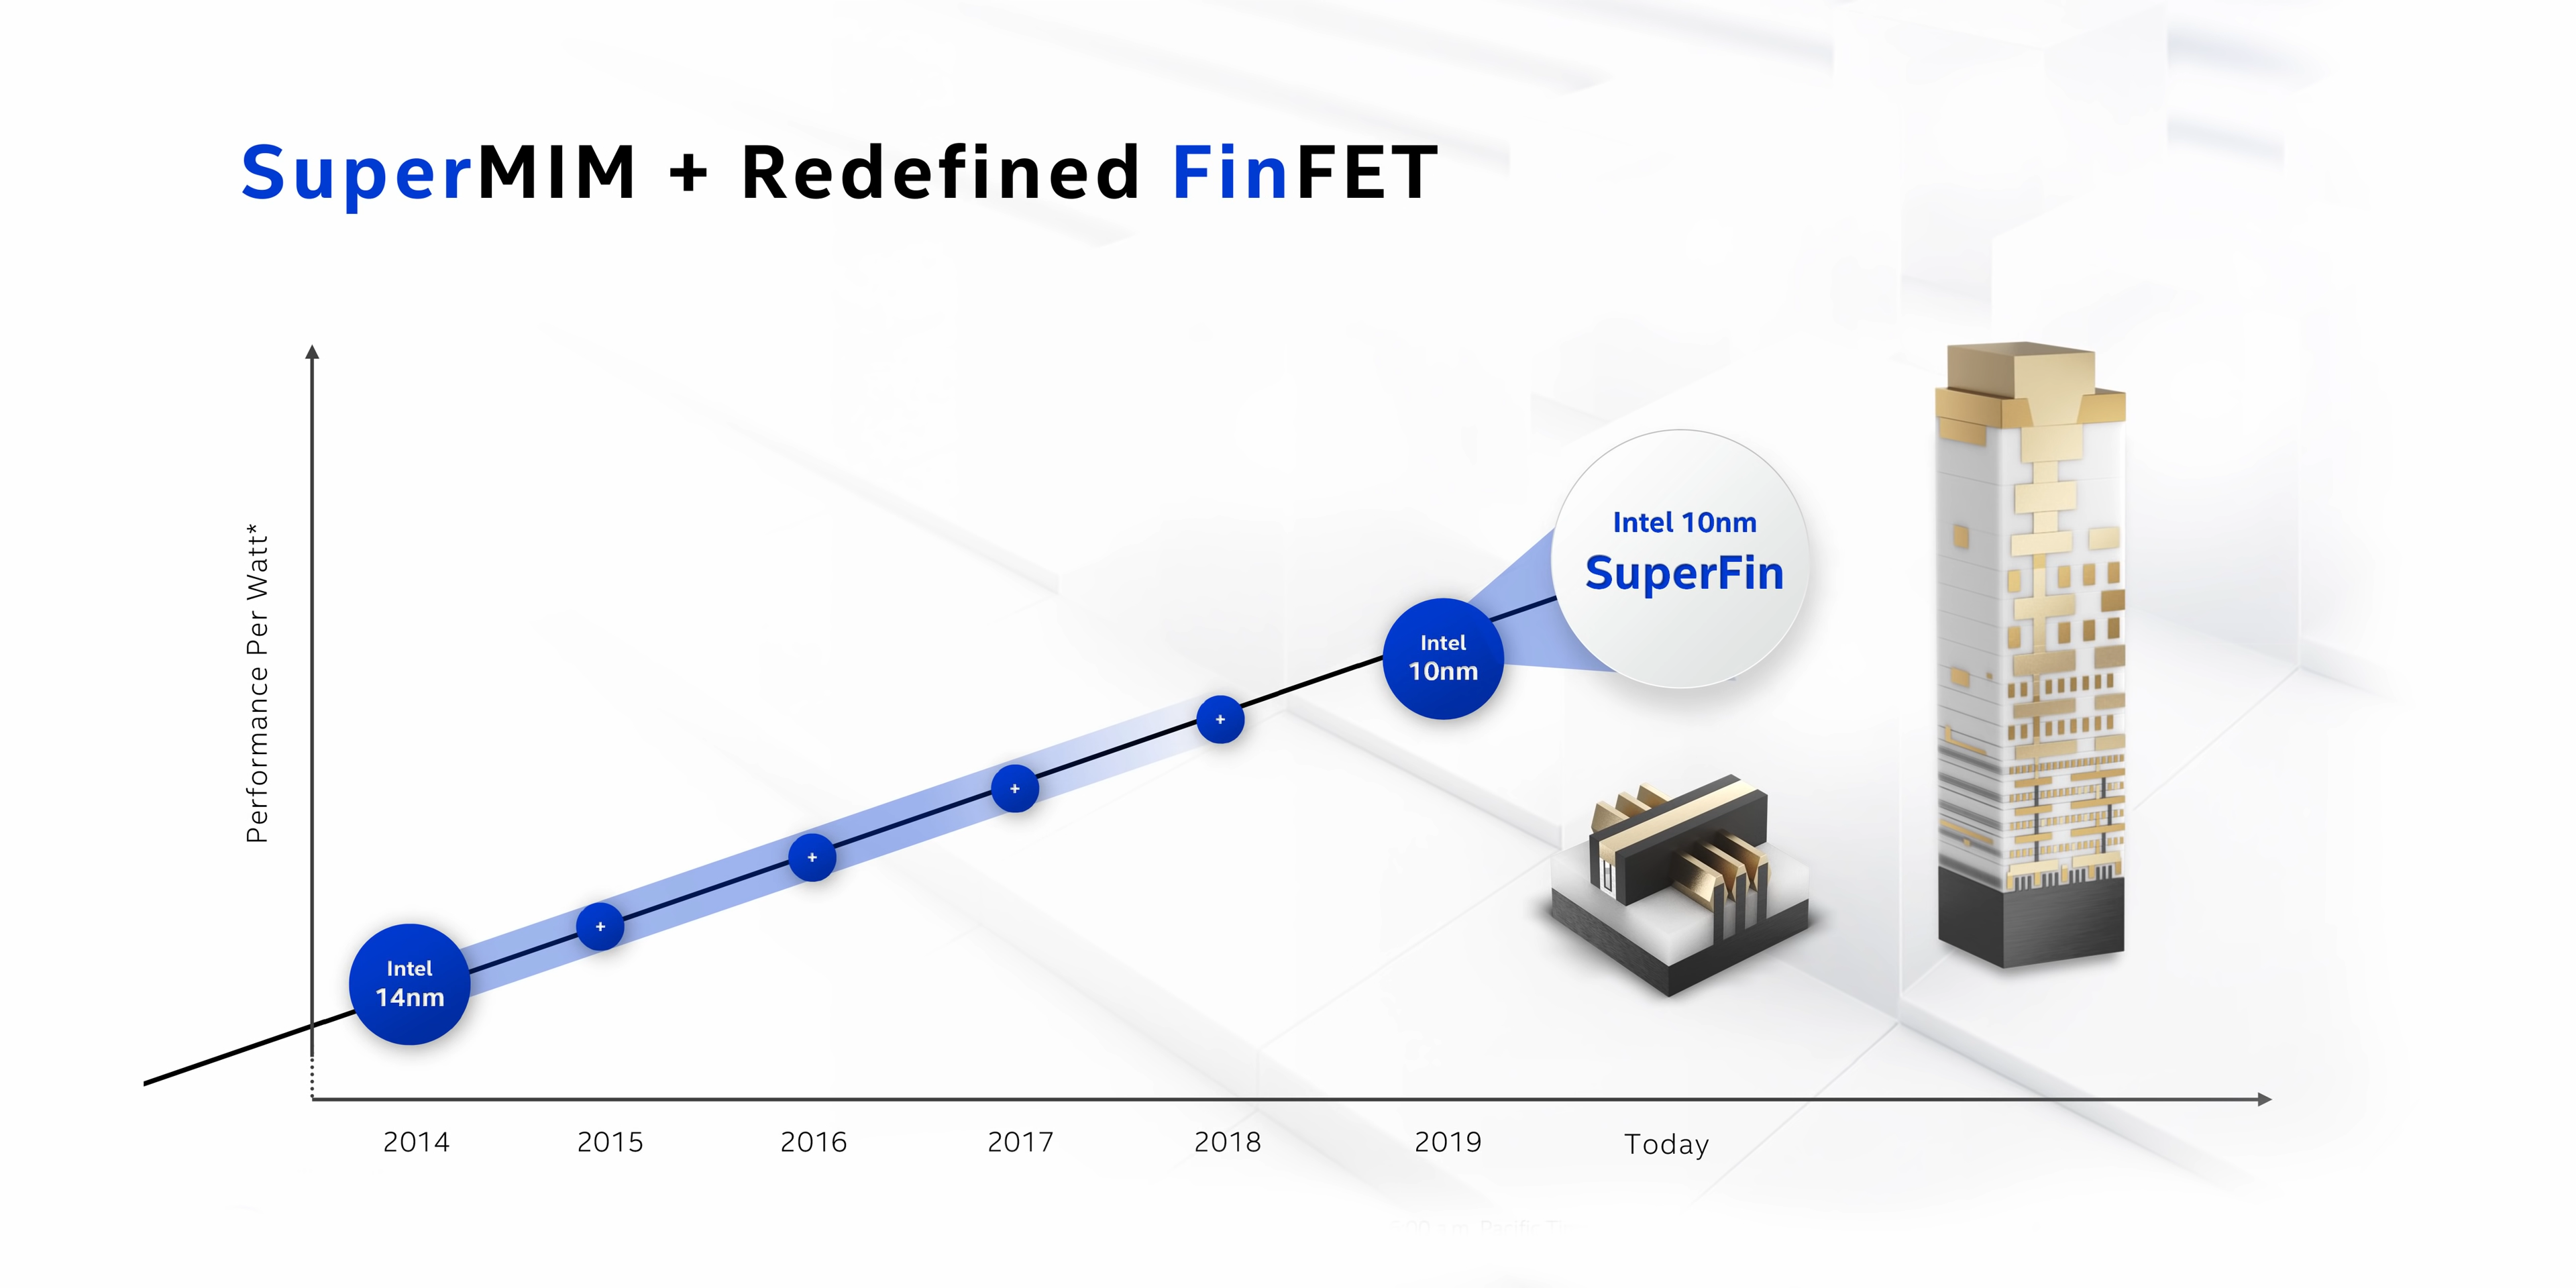 SuperMIM + Redefined FinFET
Performance Per Watt*
Intel 10nm
SuperFin
Intel
10nm
+
+
+
+
Intel
14nm
2014 2015 2016 2017 2018 2019 Today